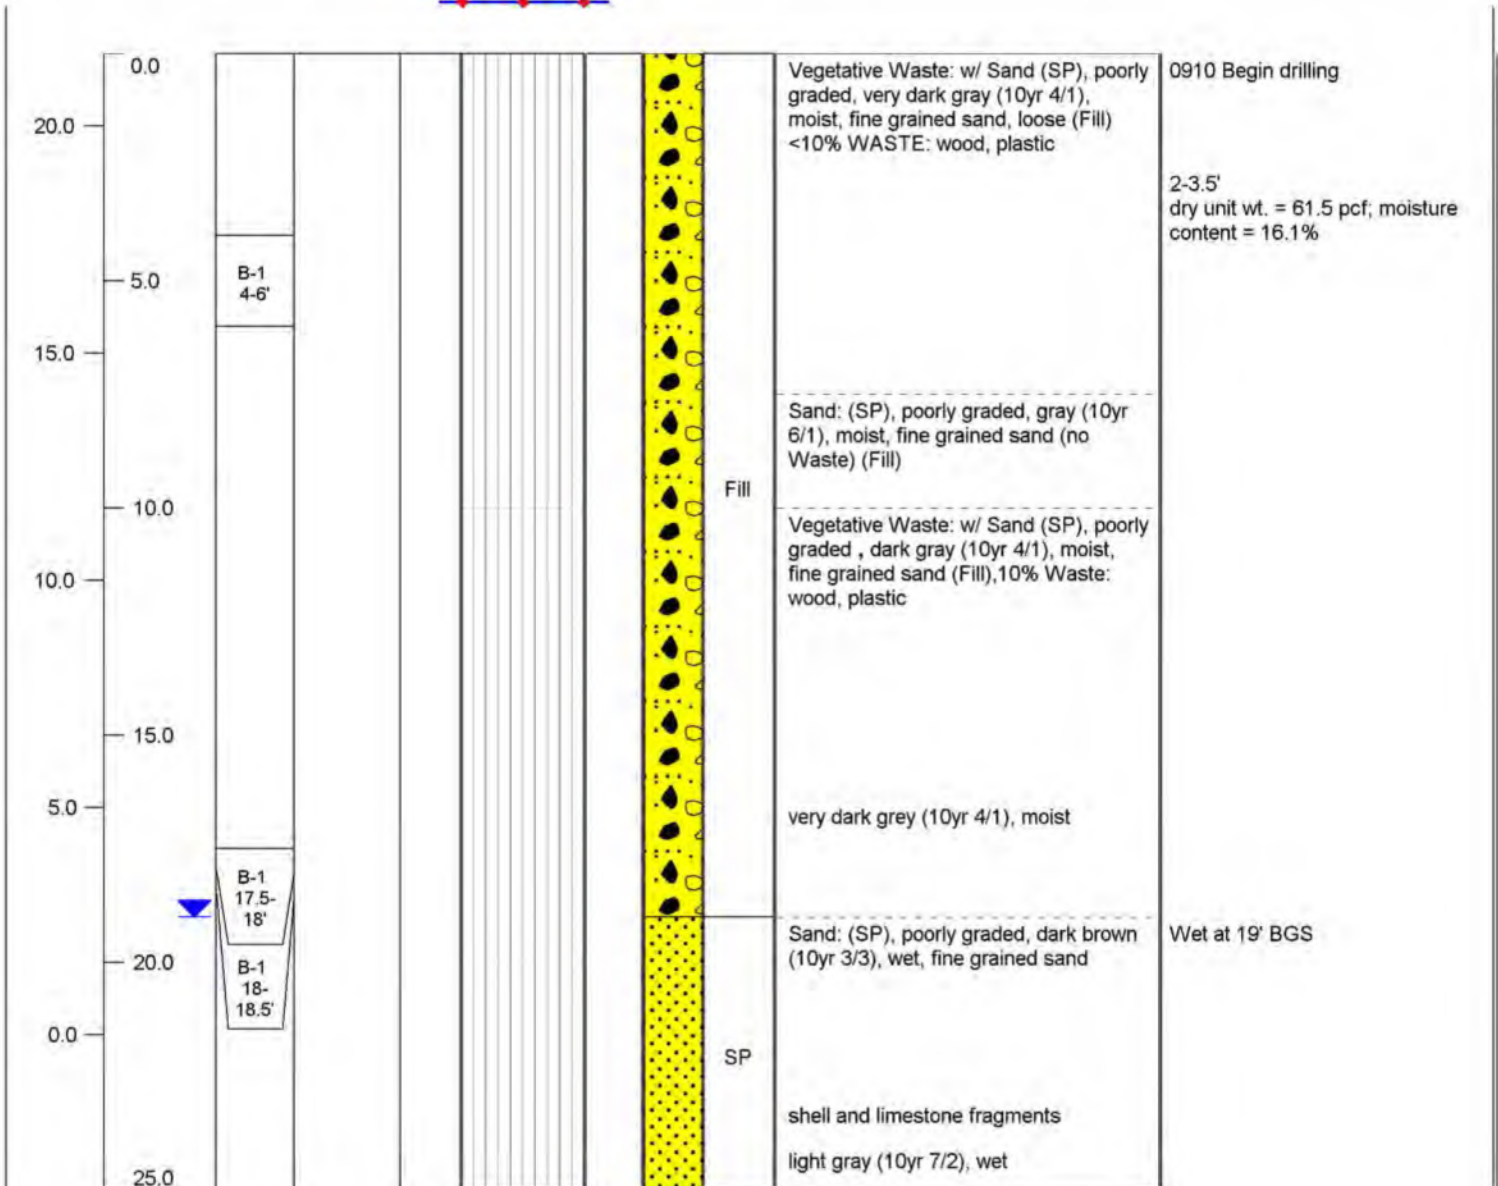 0.0
20.0
5.0
15.0
10.0
10.0
15.0
5.0
20.0
0.0
25.0
B-1
4-6'
B-1
17.5-
18'
B-1
18-
18.5'
Fill
SP
Vegetative Waste: w/ Sand (SP), poorly
graded, very dark gray (10yr 4/1),
moist, fine grained sand, loose (Fill)
<10% WASTE: wood, plastic
Sand: (SP), poorly graded, gray (10yr
6/1), moist, fine grained sand (no
Waste) (Fill)
Vegetative Waste: w/ Sand (SP), poorly
graded , dark gray (10yr 4/1), moist,
fine grained sand (Fill),10% Waste:
wood, plastic
very dark grey (10yr 4/1), moist
Sand: (SP), poorly graded, dark brown
(10yr 3/3), wet, fine grained sand
shell and limestone fragments
light gray (10yr 7/2), wet
0910 Begin drilling
2-3.5'
dry unit wt. = 61.5 pcf; moisture
content = 16.1%
Wet at 19' BGS